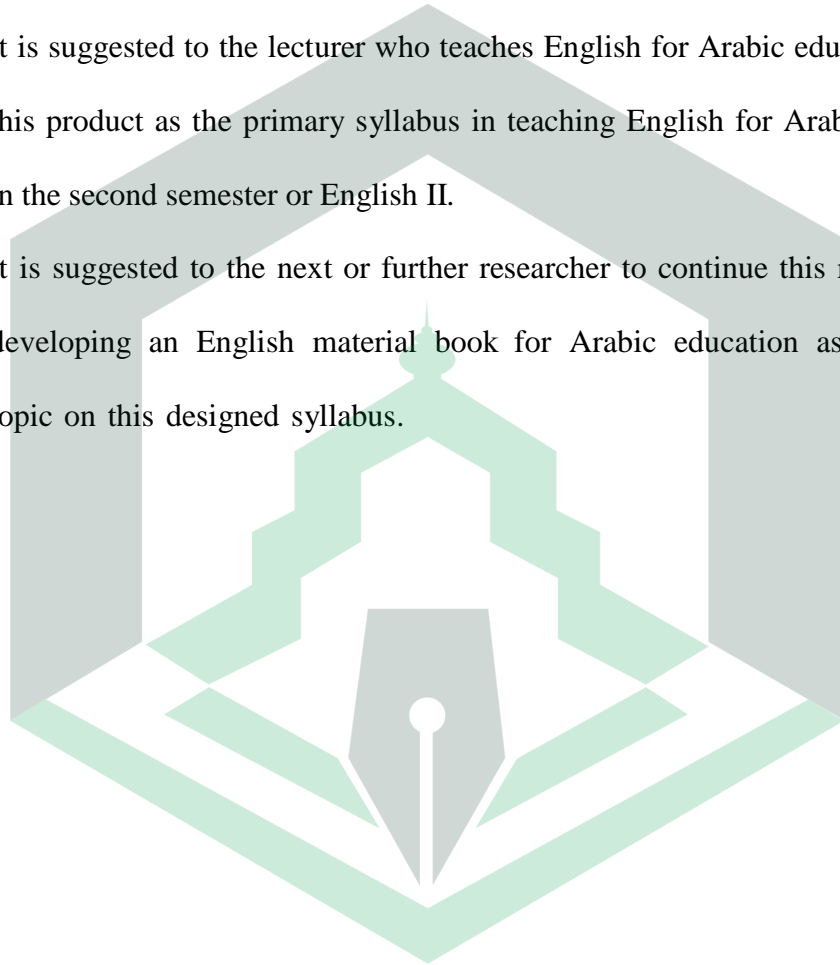 t is suggested to the lecturer who teaches English for Arabic edu
his product as the primary syllabus in teaching English for Arab
n the second semester or English II.
t is suggested to the next or further researcher to continue this
developing an English material book for Arabic education as
opic on this designed syllabus.